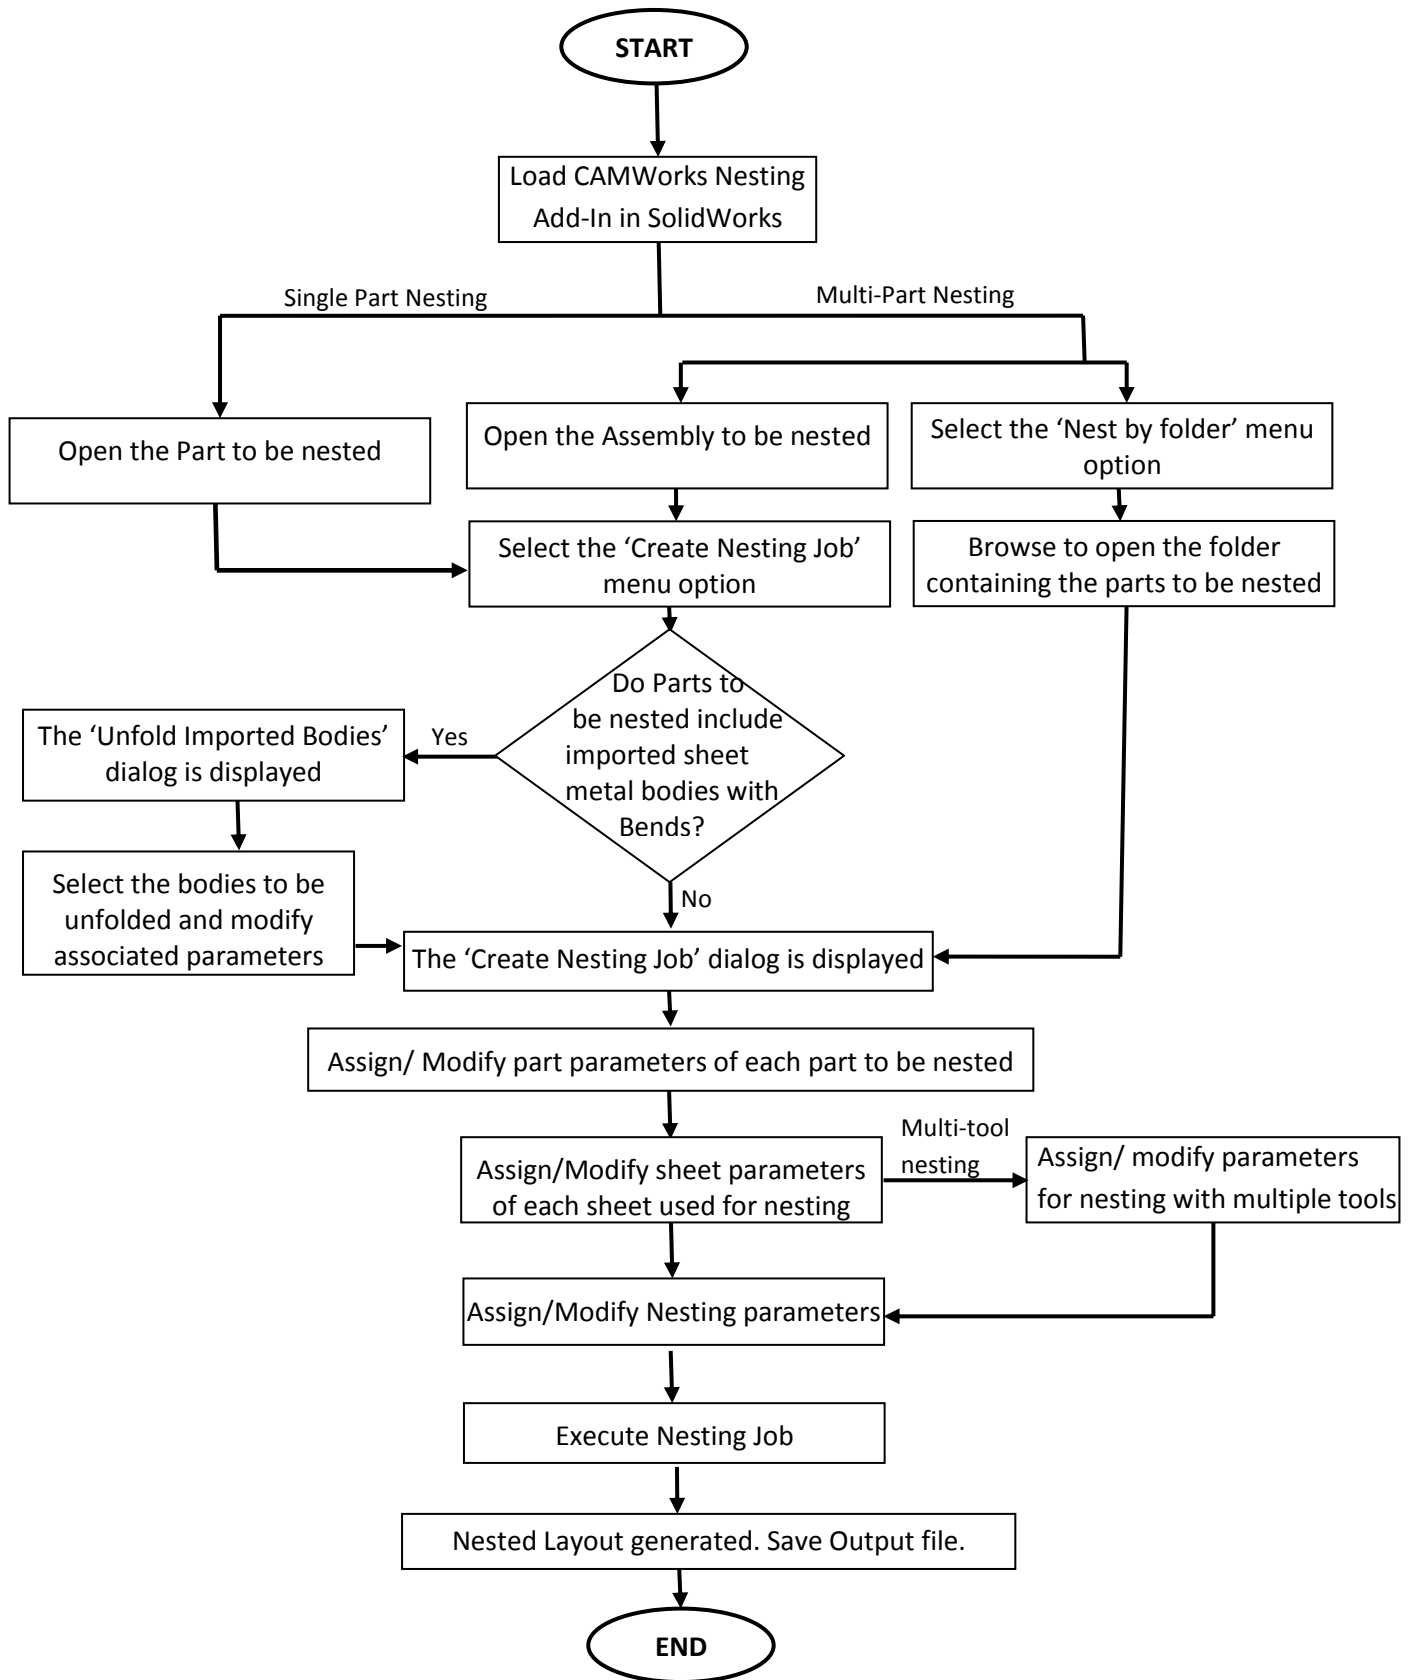 START
Load CAMWorks Nesting
Add-In in SolidWorks
Single Part Nesting
Multi-Part Nesting
Open the Part to be nested
Open the Assembly to be nested
Select the ‘Nest by folder’ menu
option
Select the ‘Create Nesting Job’
menu option
Browse to open the folder
containing the parts to be nested
Do Parts to
be nested include
imported sheet
metal bodies with
Bends?
Yes
The ‘Unfold Imported Bodies’
dialog is displayed
Select the bodies to be
unfolded and modify
associated parameters
No
The ‘Create Nesting Job’ dialog is displayed
Assign/ Modify part parameters of each part to be nested
Assign/Modify sheet parameters
of each sheet used for nesting
Multi-tool
nesting
Assign/ modify parameters
for nesting with multiple tools
Assign/Modify Nesting parameters
Execute Nesting Job
Nested Layout generated. Save Output file.
END